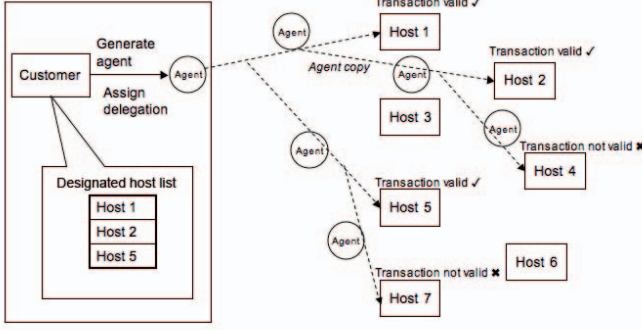 Transaction valid ✓
Host 1
Agent
Generate
agent
Customer
Agent
Assign
delegation
Agent copy
Agent
Transaction valid ✓
Host 2
Host 3
Agent
Transaction not valid ✖
Host 4
Agent
Designated host list
Host 1
Host 2
Host 5
Transaction valid ✓
Host 5
Agent
Host 6
Transaction not valid ✖
Host 7